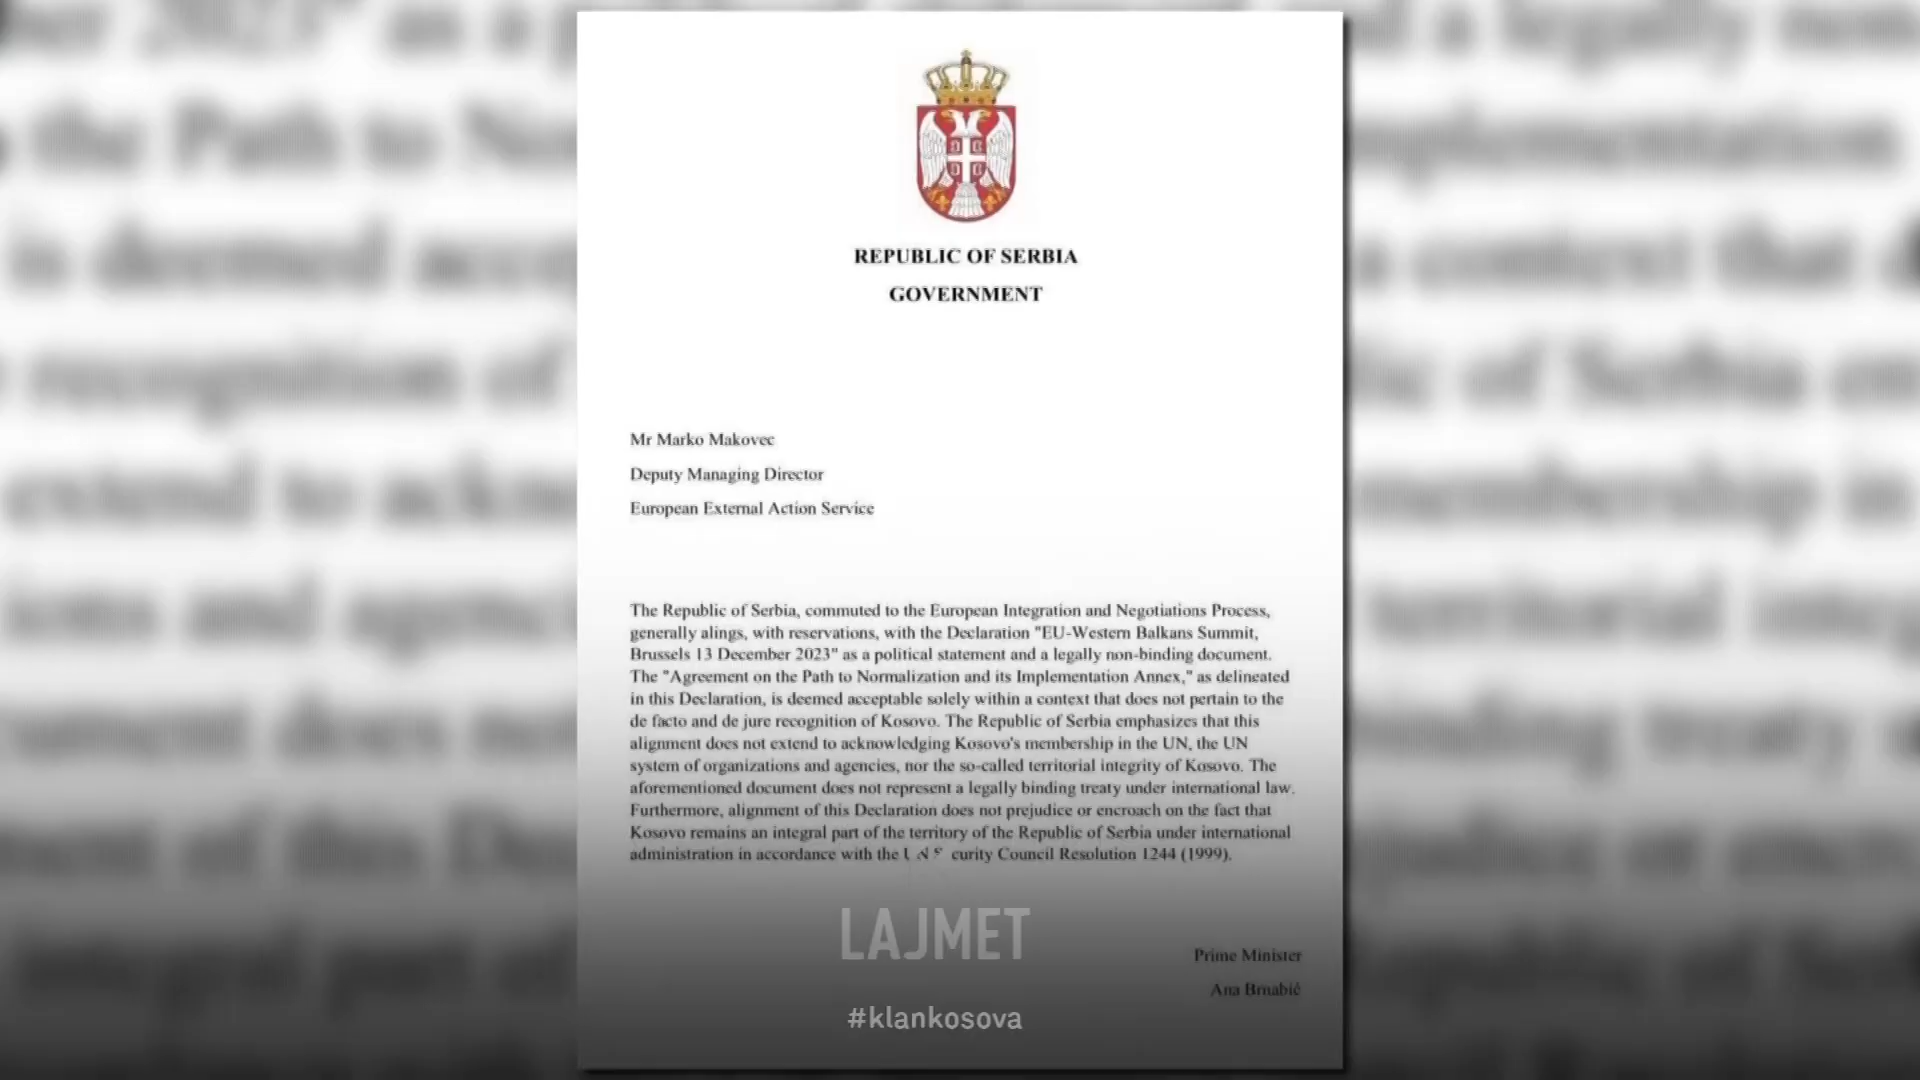 REPUBLIC OF SERBIA
GOVERNMENT
Mr Marko Makovec
Deputy Managing Director
European External Action Service
The Republic of Serbia, commuted to the European Integration and Negotiations Process,
generally alings, with reservations, with the Declaration "EU-Western Balkans Summit,
Brussels 13 December 2023" as a political statement and a legally non-binding document.
The "Agreement on the Path to Normalization and its Implementation Annex," as delineated
in this Declaration, is deemed acceptable solely within a context that does not pertain to the
de facto and de jure recognition of Kosovo. The Republic of Serbia emphasizes that this
alignment does not extend to acknowledging Kosovo's membership in the UN, the UN
system of organizations and agencies, nor the so-called territorial integrity of Kosovo. The
aforementioned document does not represent a legally binding treaty under international law.
Furthermore, alignment of this Declaration does not prejudice or encroach on the fact that
Kosovo remains an integral part of the territory of the Republic of Serbia under international
administration in accordance with the Council Resolution 1244 (1999).
Prime Minister
Ana Brnabić
LAJMET
#klankosova